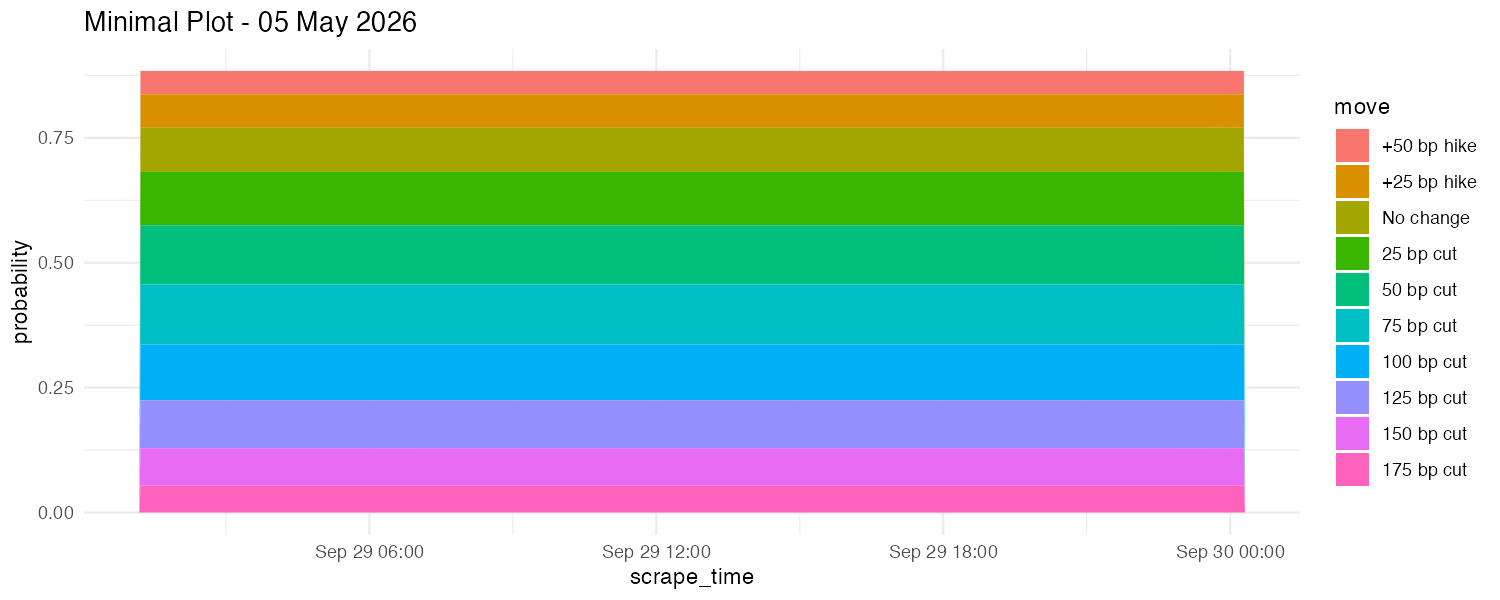 Minimal Plot - 05 May 2026
probability
0.75
0.50
0.25
0.00
Sep 29 06:00
Sep 29 12:00
Sep 29 18:00
Sep 30 00:00
scrape_time
move
+50 bp hike
+25 bp hike
No change
25 bp cut
50 bp cut
75 bp cut
100 bp cut
125 bp cut
150 bp cut
175 bp cut